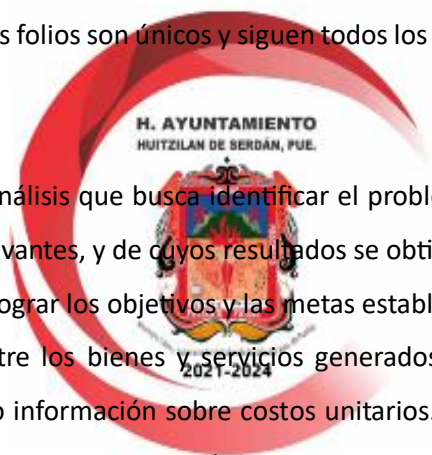 s folios son únicos y siguen todos los
H. AYUNTAMIENTO
HUITZILAN DE SERDÁN, PUE.
nálisis que busca identificar el proble
vantes, y de cuyos resultados se obti
ograr los objetivos y las metas establ
tre los bienes y servicios generados
2021-2024
o información sobre costos unitarios.